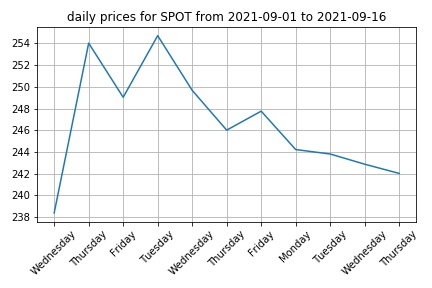 daily prices for SPOT from 2021-09-01 to 2021-09-16
254
252
250
248
246
244
242
240
238
Wednesday
Thursday
Friday
Tuesday
Wednesday
Thursday
Friday
Monday
Tuesday
Wednesday
Thursday